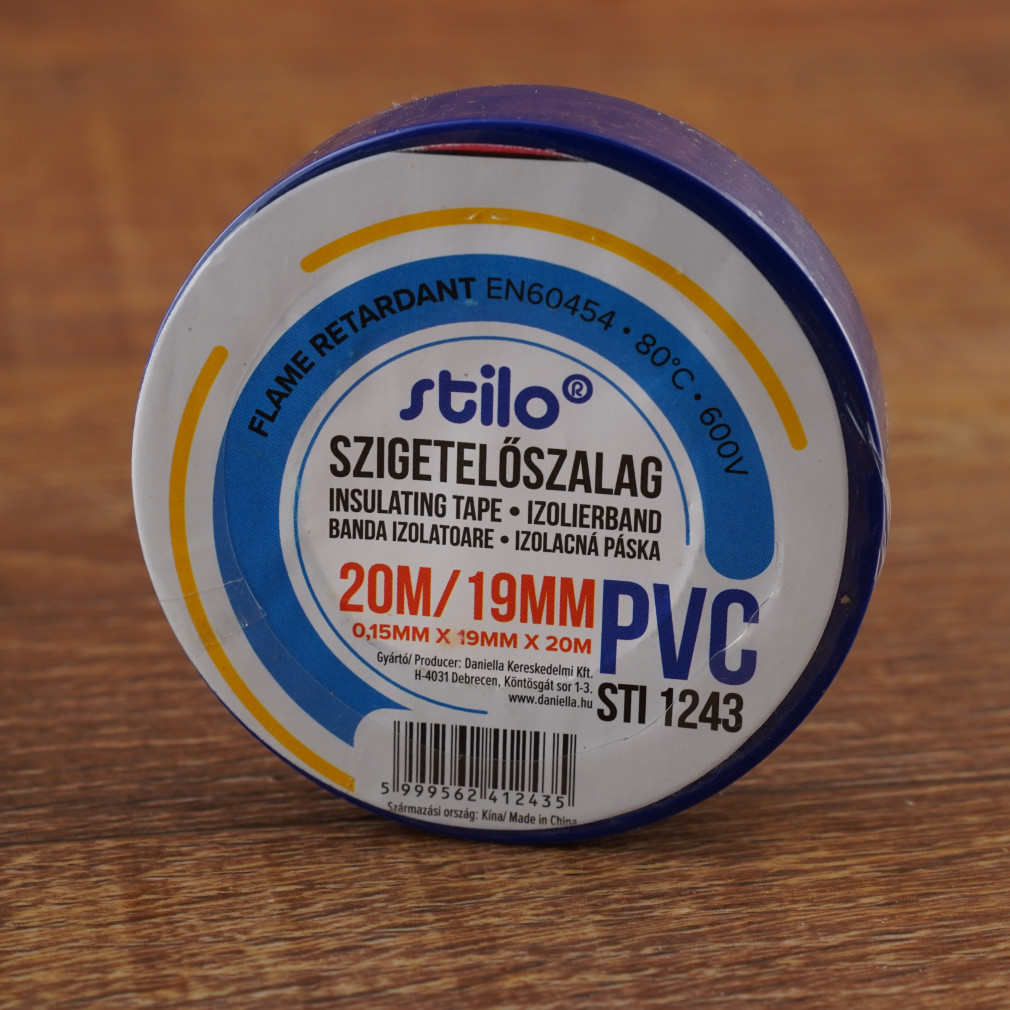 FLAME RETARDANT EN60454 • 80°C • 600V
stilo®
SZIGETELŐSZALAG
INSULATING TAPE • IZOLIERBAND
BANDA IZOLATOARE • IZOLACNÁ PÁSKA
20M/19MM
0,15MM X 19MM X 20M
PVC
Gyártó/ Producer: Daniella Kereskedelmi Kft.
H-4031 Debrecen, Köntösgát sor 1-3.
www.daniella.hu
STI 1243
5 999562 412435
Származási ország: Kína/ Made in China